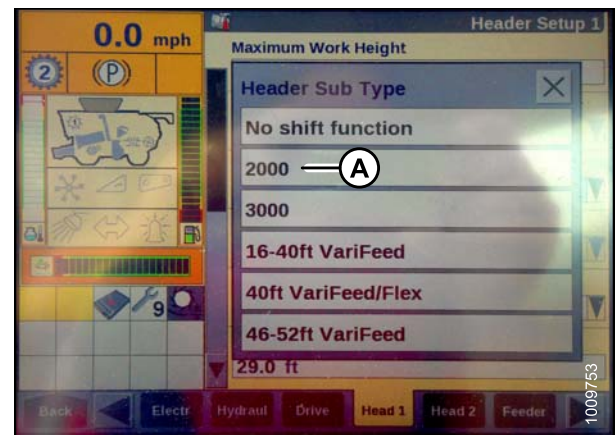 0.0 mph
Header Setup 1
Maximum Work Height
2
(P)
Header Sub Type
No shift function
2000
A
3000
16-40ft VariFeed
40ft VariFeed/Flex
46-52ft VariFeed
9
29.0 ft
Back
Electr
Hydraul
Drive
Head 1
Head 2
Feeder
1009753